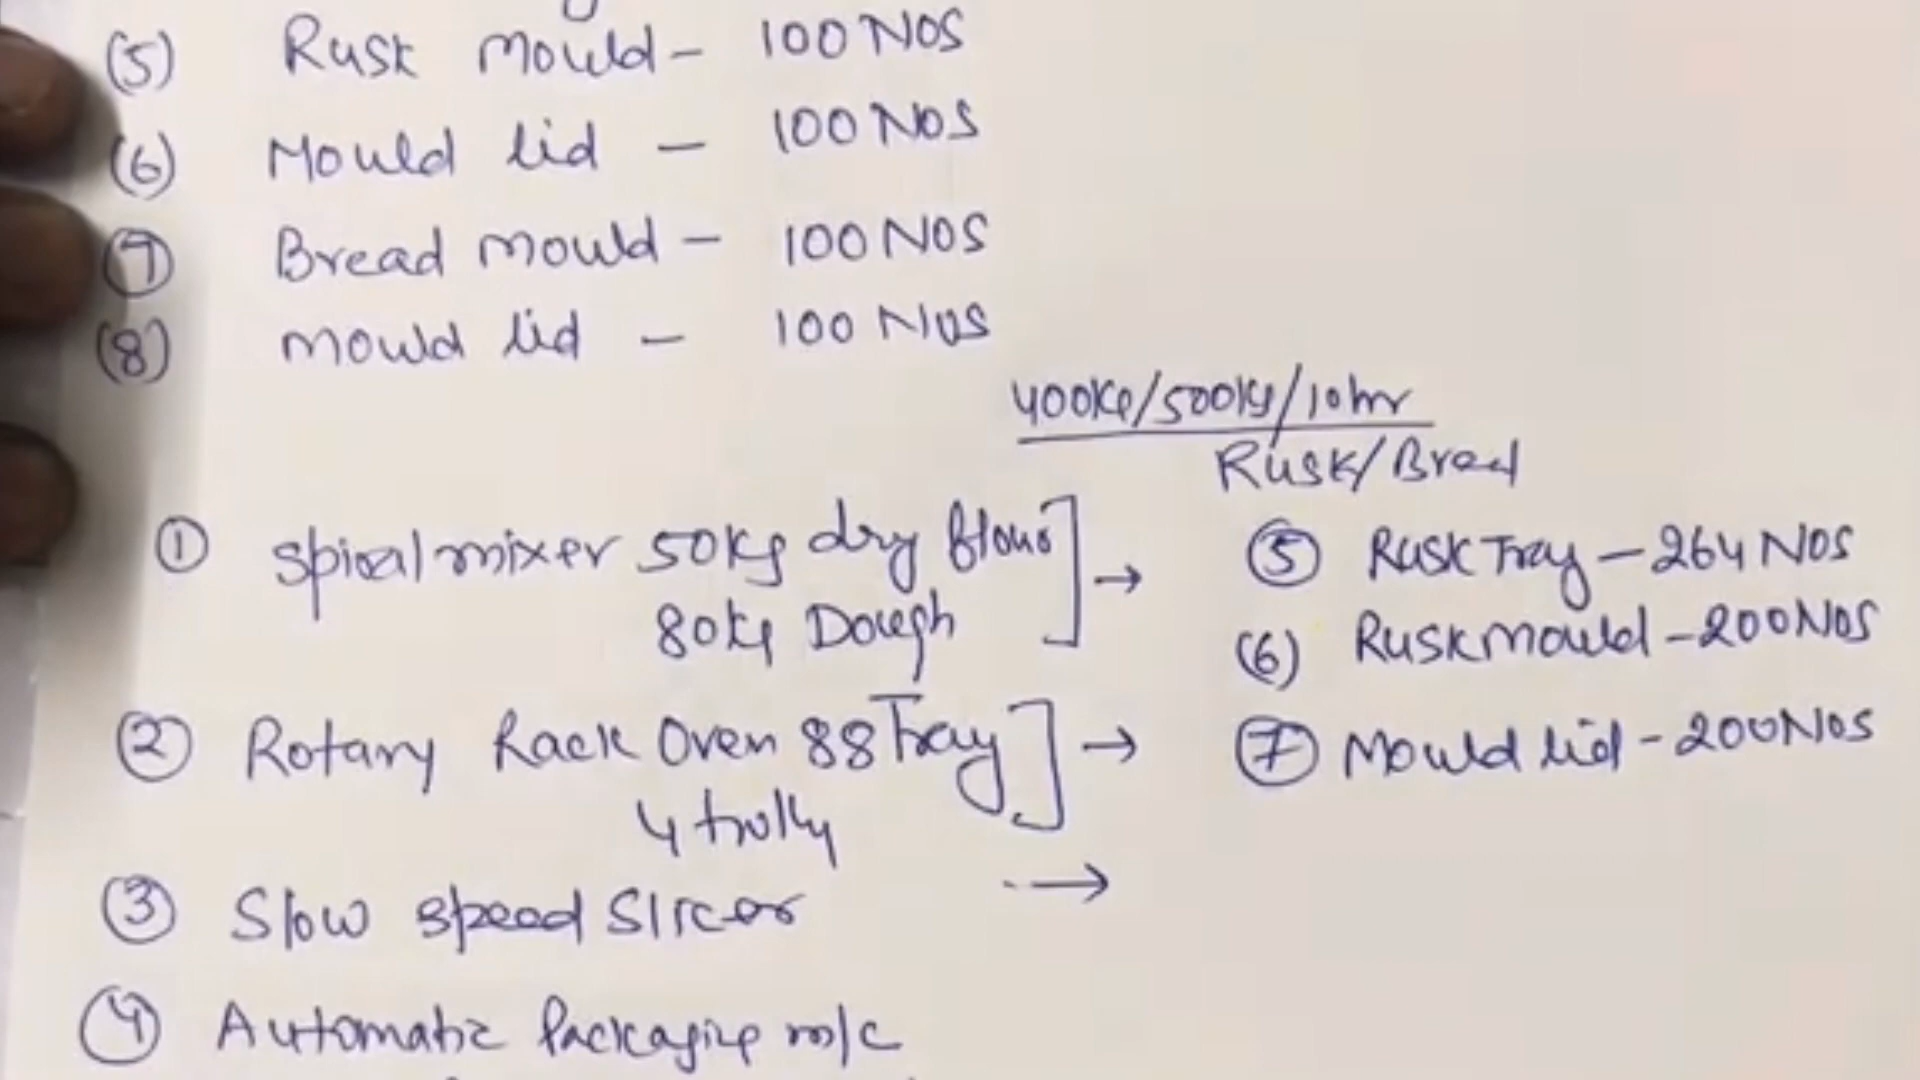 (5) Rusk Mould - 100 NOS
(6) Mould lid - 100 NOS
(7) Bread mould - 100 NOS
(8) mould lid - 100 NOS
400Kg/500Kg/10hr
Rusk/Bread
(1) Spiral mixer 50Kg dry flour
80Kg Dough
(2) Rotary Rack Oven 88 Tray
4 trolly
(3) Slow speed Slicer
(4) Automatic Packaging m/c
(5) Rusk Tray - 264 NOS
(6) Rusk mould - 200 NOS
(7) Mould lid - 200 NOS